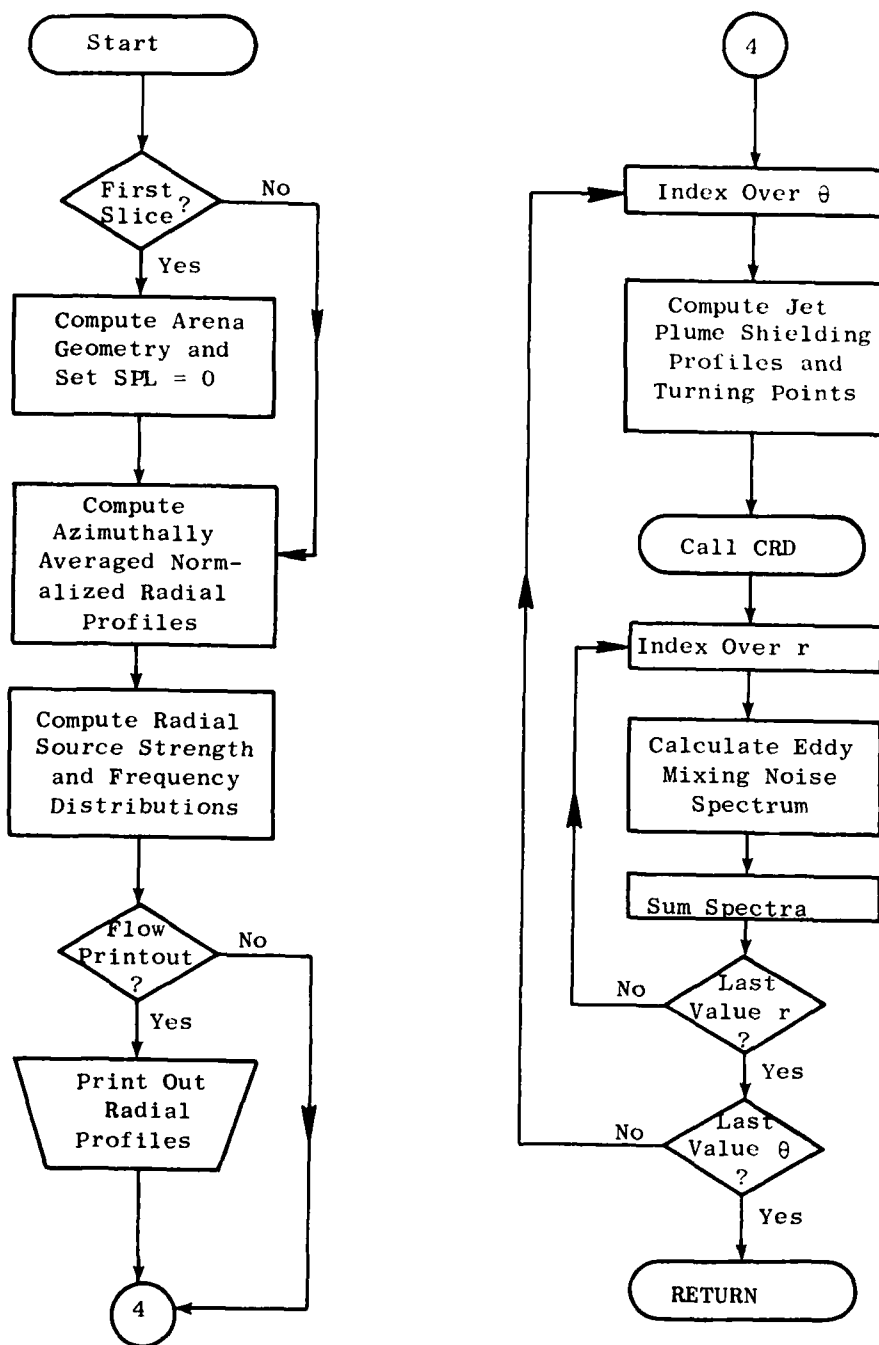 Start
First
Slice ?
No
Yes
Compute Arena
Geometry and
Set SPL = 0
Compute
Azimuthally
Averaged Norm-
alized Radial
Profiles
Compute Radial
Source Strength
and Frequency
Distributions
Flow
Printout
?
No
Yes
Print Out
Radial
Profiles
4
4
Index Over θ
Compute Jet
Plume Shielding
Profiles and
Turning Points
Call CRD
Index Over r
Calculate Eddy
Mixing Noise
Spectrum
Sum Spectra
Last
Value r
?
No
Yes
Last
Value θ
?
No
Yes
RETURN